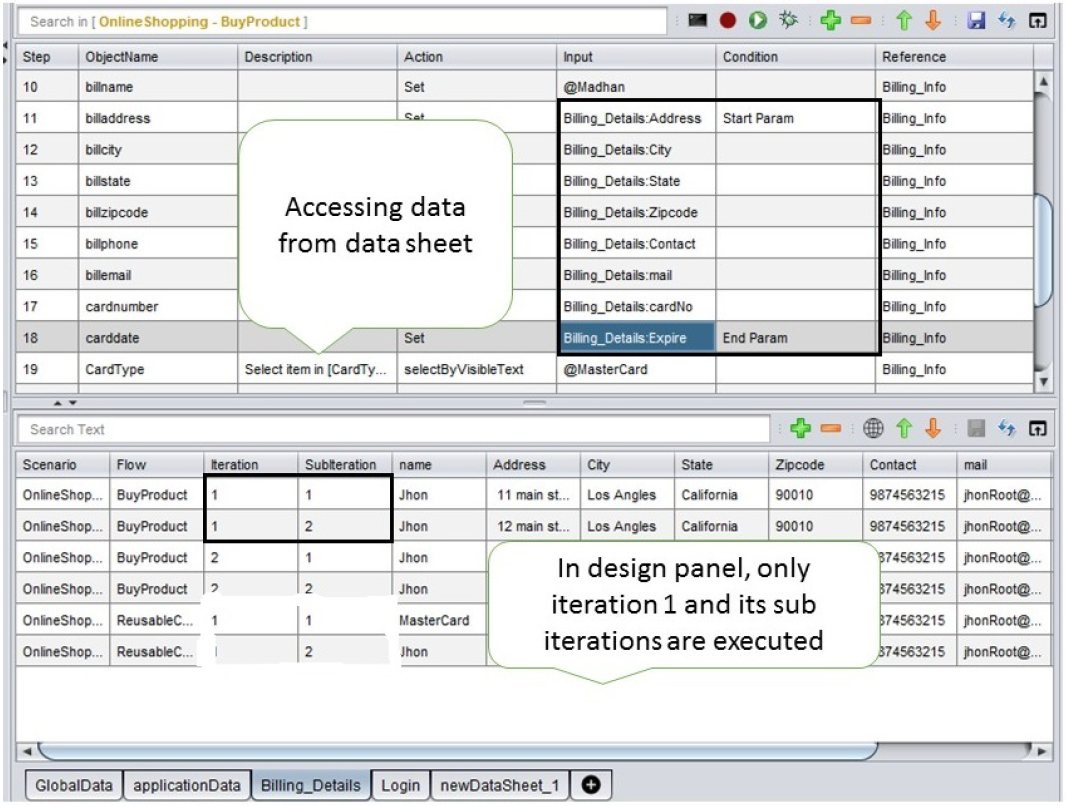 Search in [ OnlineShopping - BuyProduct ]
Step ObjectName Description Action Input Condition Reference
10 billname Set @Madhan Billing_Info
11 billaddress Set Billing_Details:Address Start Param Billing_Info
12 billcity Billing_Details:City Billing_Info
13 billstate Billing_Details:State Billing_Info
14 billzipcode Billing_Details:Zipcode Billing_Info
15 billphone Billing_Details:Contact Billing_Info
16 billemail Billing_Details:mail Billing_Info
17 cardnumber Billing_Details:cardNo Billing_Info
18 carddate Set Billing_Details:Expire End Param Billing_Info
19 CardType Select item in [CardTy... selectByVisibleText @MasterCard Billing_Info
Accessing data
from data sheet
Search Text
Scenario Flow Iteration SubIteration name Address City State Zipcode Contact mail
OnlineShop... BuyProduct 1 1 Jhon 11 main st... Los Angles California 90010 9874563215 jhonRoot@...
OnlineShop... BuyProduct 1 2 Jhon 12 main st... Los Angles California 90010 9874563215 jhonRoot@...
OnlineShop... BuyProduct 2 1 Jhon 9874563215 jhonRoot@...
OnlineShop... BuyProduct 2 2 Jhon 9874563215 jhonRoot@...
OnlineShop... ReusableC... 1 1 MasterCard 9874563215 jhonRoot@...
OnlineShop... ReusableC... 2 Jhon 9874563215 jhonRoot@...
In design panel, only
iteration 1 and its sub
iterations are executed
GlobalData applicationData Billing_Details Login newDataSheet_1